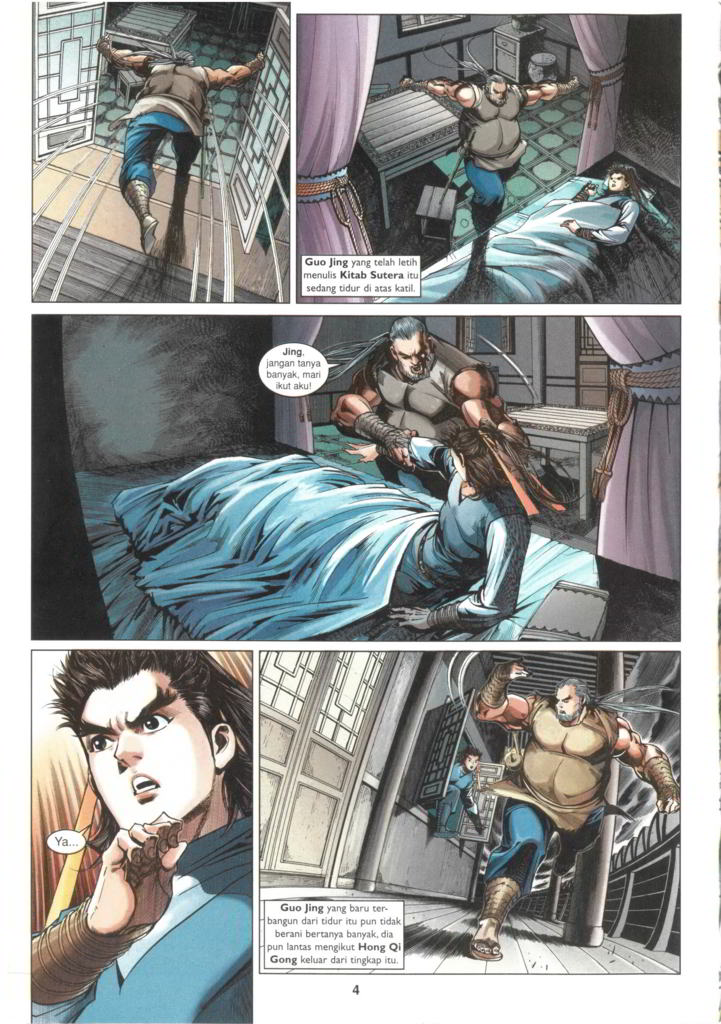 Guo Jing yang telah letih
menulis Kitab Sutera itu
sedang tidur di atas katil.
Jing,
jangan tanya
banyak, mari
ikut aku!
Ya...
Guo Jing yang baru ter-
bangun dari tidur itu pun tidak
berani bertanya banyak, dia
pun lantas mengikut Hong Qi
Gong keluar dari tingkap itu.
4